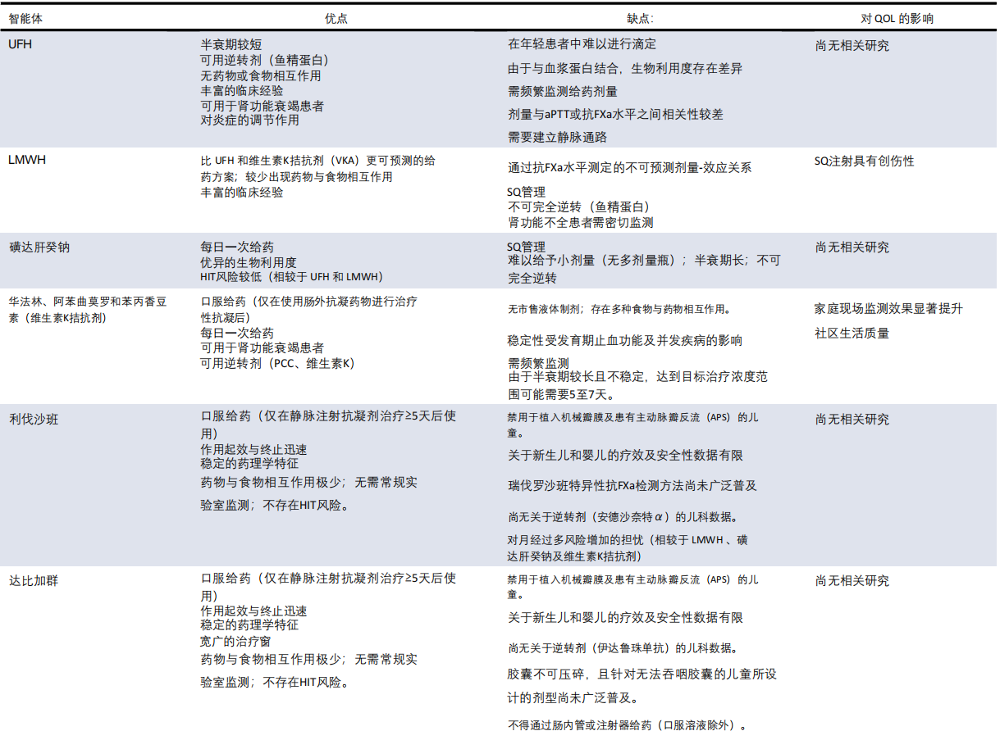 智能体 优点 缺点: 对 QOL 的影响
UFH
半衰期较短
可用逆转剂（鱼精蛋白）
无药物或食物相互作用
丰富的临床经验
可用于肾功能衰竭患者
对炎症的调节作用
在年轻患者中难以进行滴定
由于与血浆蛋白结合，生物利用度存在差异
需频繁监测给药剂量
剂量与aPTT或抗FXa水平之间相关性较差
需要建立静脉通路
尚无相关研究
LMWH
比 UFH 和维生素K拮抗剂（VKA）更可预测的给
药方案；较少出现药物与食物相互作用
丰富的临床经验
通过抗FXa水平测定的不可预测剂量-效应关系
SQ管理
不可完全逆转（鱼精蛋白）
肾功能不全患者需密切监测
SQ注射具有创伤性
磺达肝癸钠
每日一次给药
优异的生物利用度
HIT风险较低（相较于 UFH 和 LMWH）
SQ管理
难以给予小剂量（无多剂量瓶）；半衰期长；不可
完全逆转
尚无相关研究
华法林、阿苯曲莫罗和苯丙香豆
素（维生素K拮抗剂）
口服给药（仅在使用肠外抗凝药物进行治疗
性抗凝后）
每日一次给药
可用于肾功能衰竭患者
可用逆转剂（PCC、维生素K）
无市售液体制剂；存在多种食物与药物相互作用。
稳定性受发育期止血功能及并发疾病的影响
需频繁监测
由于半衰期较长且不稳定，达到目标治疗浓度范
围可能需要5至7天。
家庭现场监测效果显著提升
社区生活质量
利伐沙班
口服给药（仅在静脉注射抗凝剂治疗≥5天后使
用）
作用起效与终止迅速
稳定的药理学特征
药物与食物相互作用极少；无需常规实
验室监测；不存在HIT风险。
禁用于植入机械瓣膜及患有主动脉瓣反流（APS）的儿
童。
关于新生儿和婴儿的疗效及安全性数据有限
瑞伐罗沙班特异性抗FXa检测方法尚未广泛普及
尚无关于逆转剂（安德沙奈特α）的儿科数据。
对月经过多风险增加的担忧（相较于 LMWH 、磺
达肝癸钠及维生素K拮抗剂）
尚无相关研究
达比加群
口服给药（仅在静脉注射抗凝剂治疗≥5天后使
用）
作用起效与终止迅速
稳定的药理学特征
宽广的治疗窗
药物与食物相互作用极少；无需常规实
验室监测；不存在HIT风险。
禁用于植入机械瓣膜及患有主动脉瓣反流（APS）的儿
童。
关于新生儿和婴儿的疗效及安全性数据有限
尚无关于逆转剂（伊达鲁珠单抗）的儿科数据。
胶囊不可压碎，且针对无法吞咽胶囊的儿童所设
计的剂型尚未广泛普及。
不得通过肠内管或注射器给药（口服溶液除外）。
尚无相关研究